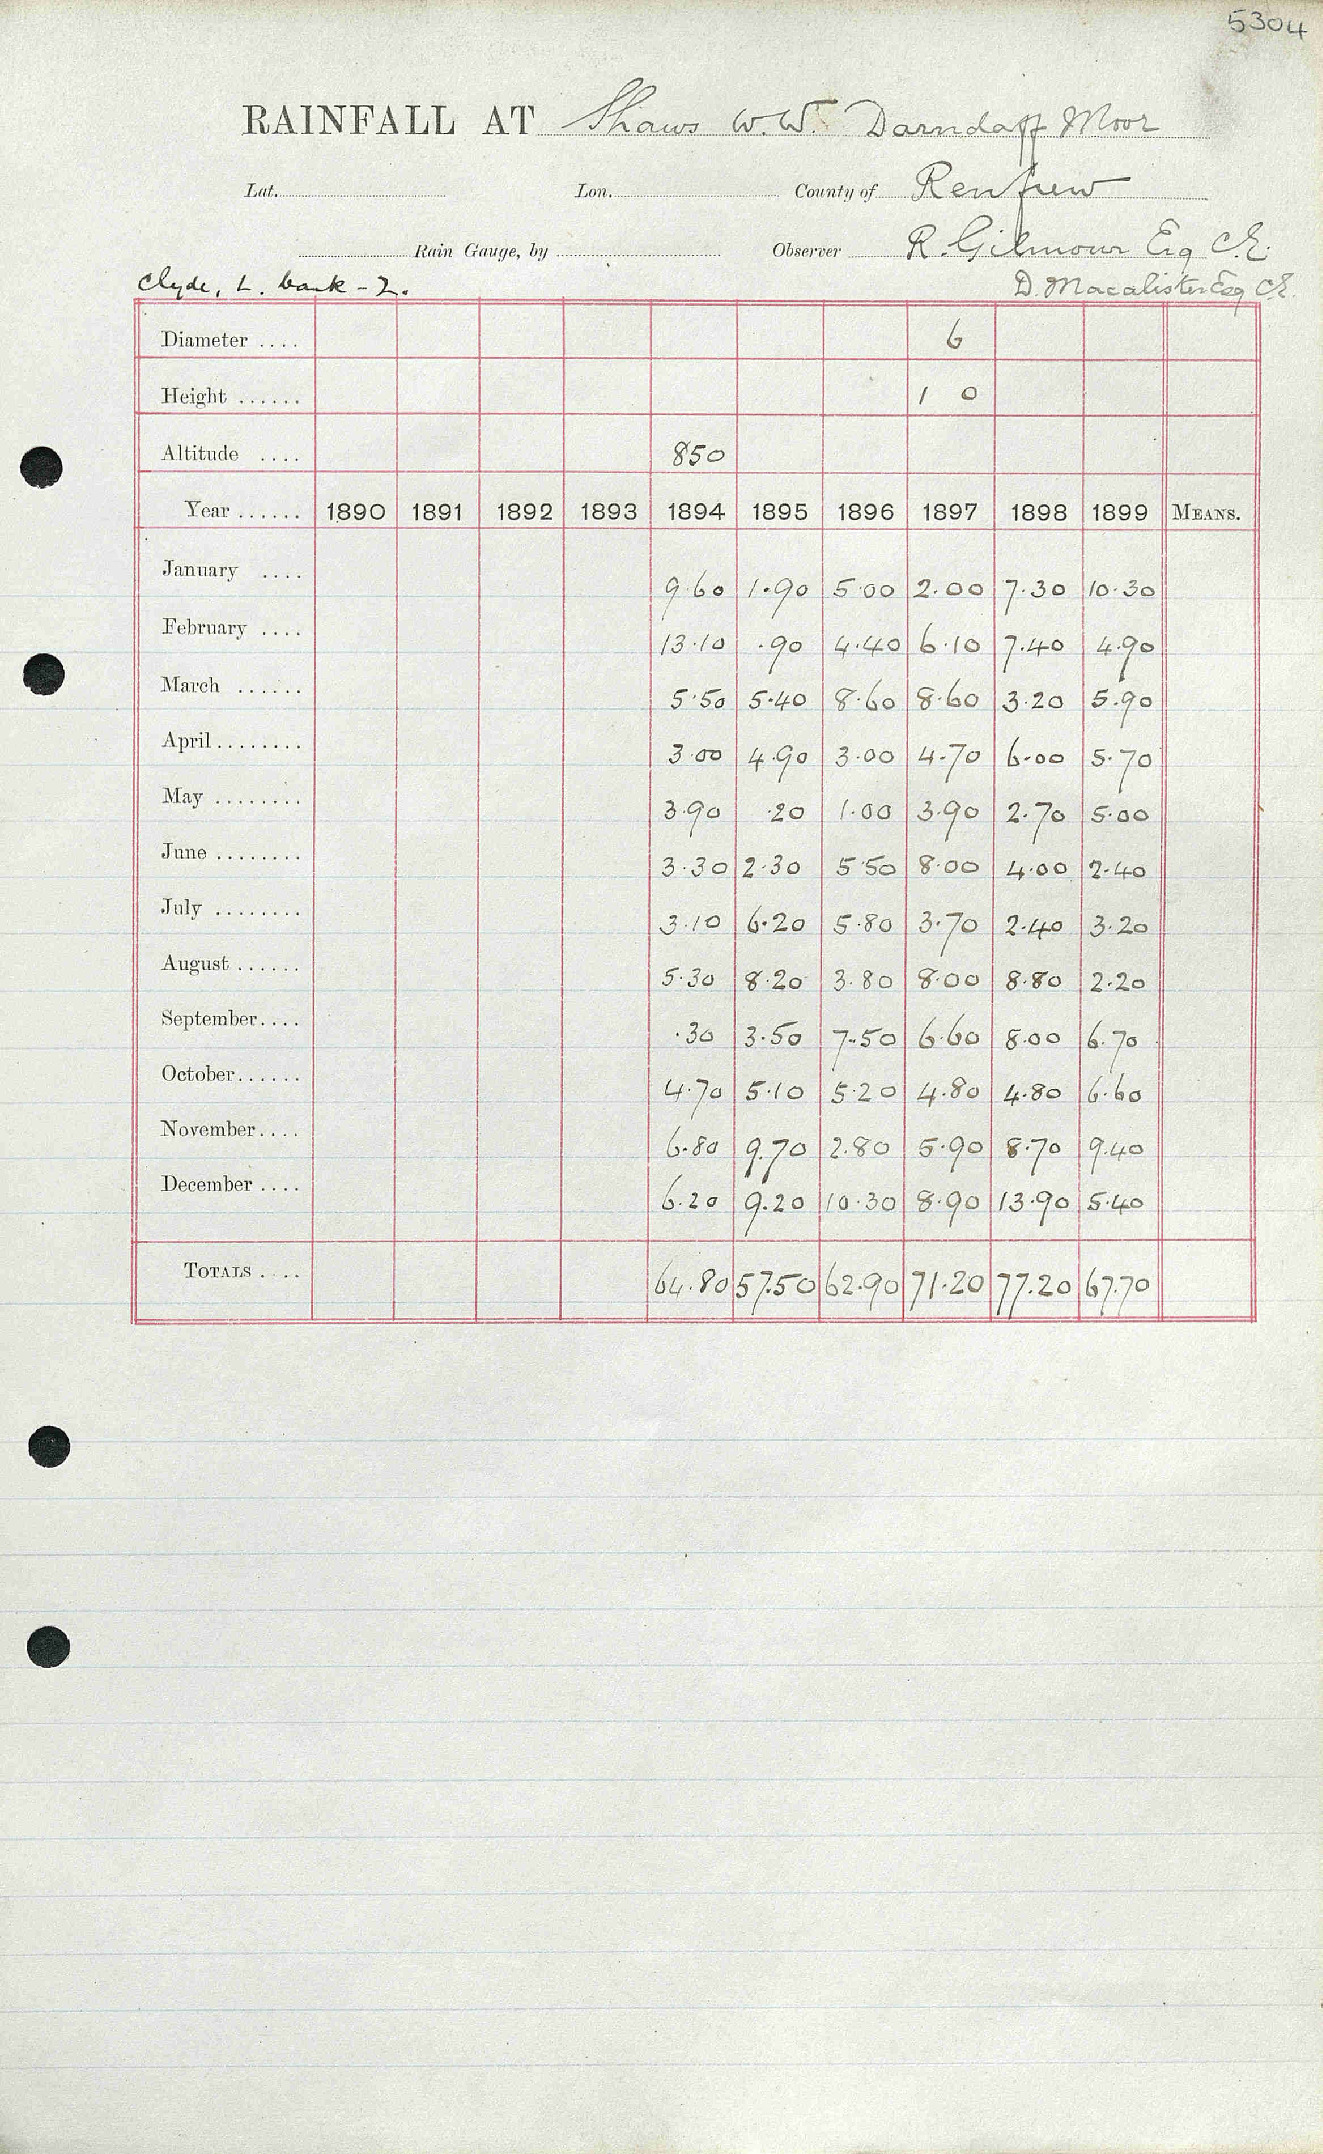 5304
RAINFALL AT Shaws W.W. Darndaff Moor
Lat. Lon. County of Renfrew
Rain Gauge, by Observer R. Gilmour Esq C.E.
Clyde, L. bank - 2. D. Macalister Esq C.E.
Diameter .... 6
Height ...... 1 0
Altitude .... 850
Year ...... 1890 1891 1892 1893 1894 1895 1896 1897 1898 1899 MEANS.
January .... 9.60 1.90 5.00 2.00 7.30 10.30
February .... 13.10 .90 4.40 6.10 7.40 4.90
March ...... 5.50 5.40 8.60 8.60 3.20 5.90
April ........ 3.00 4.90 3.00 4.70 6.00 5.70
May ........ 3.90 .20 1.00 3.90 2.70 5.00
June ........ 3.30 2.30 5.50 8.00 4.00 2.40
July ........ 3.10 6.20 5.80 3.70 2.40 3.20
August ...... 5.30 8.20 3.80 8.00 8.80 2.20
September .... .30 3.50 7.50 6.60 8.00 6.70
October ...... 4.70 5.10 5.20 4.80 4.80 6.60
November .... 6.80 9.70 2.80 5.90 8.70 9.40
December .... 6.20 9.20 10.30 8.90 13.90 5.40
TOTALS .... 64.80 57.50 62.90 71.20 77.20 67.70